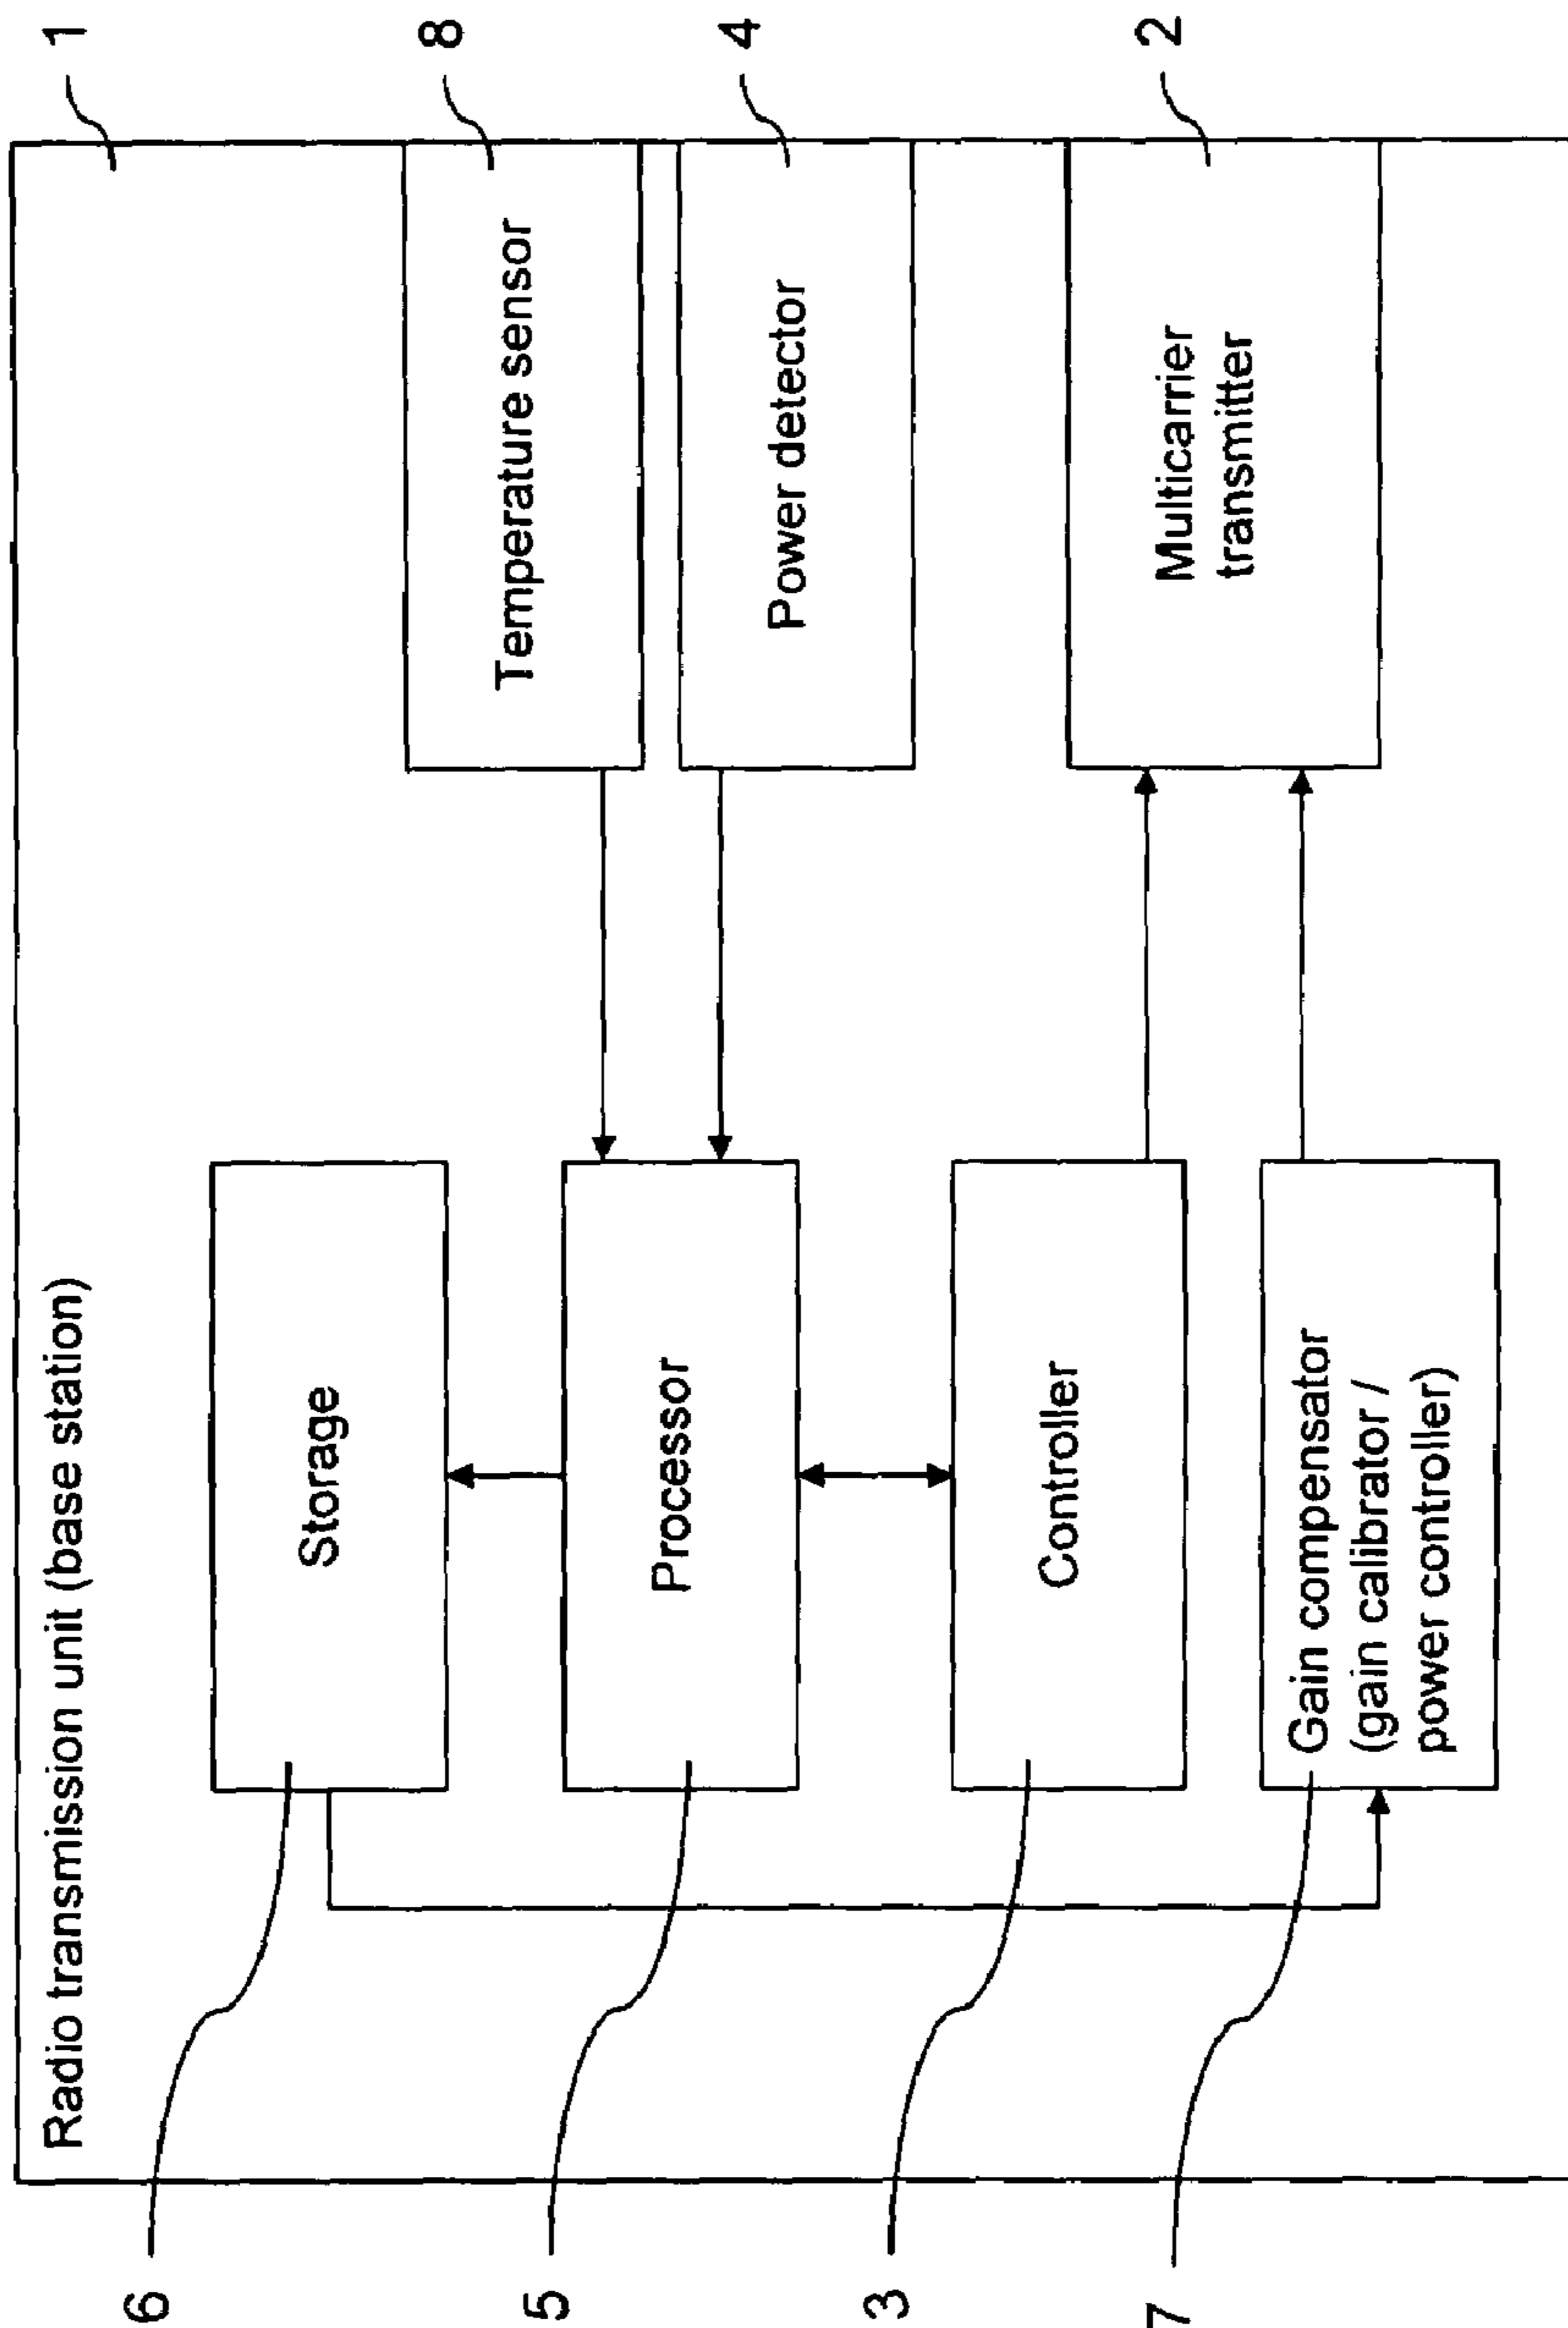 Radio transmission unit (base station)
1
Storage
6
Temperature sensor
8
Processor
5
Power detector
4
Controller
3
Multicarrier
transmitter
2
Gain compensator
(gain calibrator /
power controller)
7